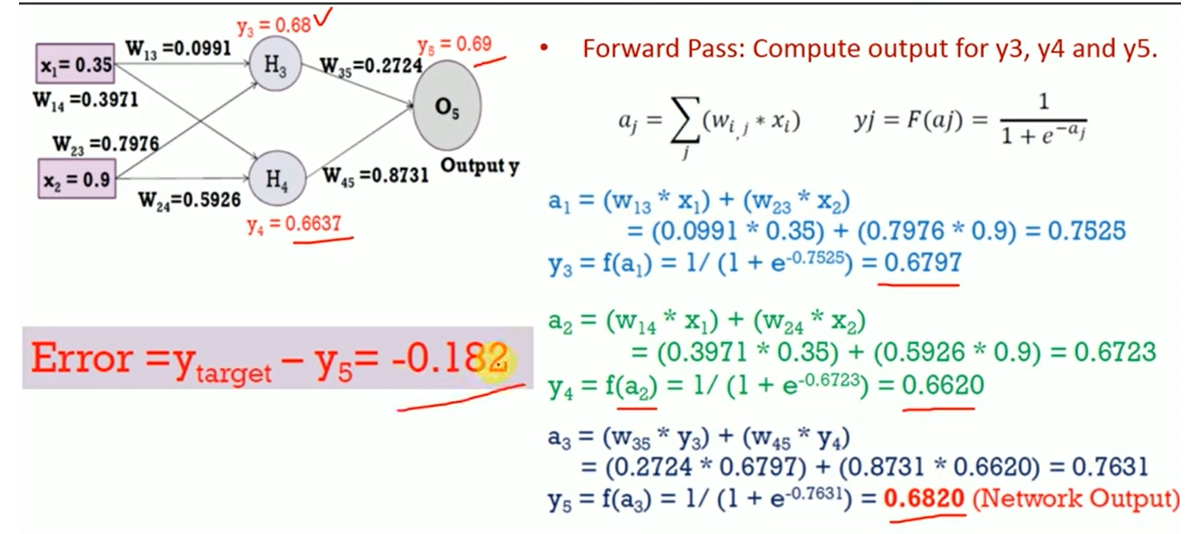 y₃ = 0.68
x₁= 0.35
W₁₃ =0.0991
H₃
W₃₅=0.2724
y₅ = 0.69
W₁₄ =0.3971
O₅
W₂₃ =0.7976
x₂ = 0.9
W₂₄=0.5926
H₄
W₄₅ =0.8731
Output y
y₄ = 0.6637
Error =y_target – y₅= -0.182
• Forward Pass: Compute output for y3, y4 and y5.
aⱼ = ∑ⱼ(wᵢ,ⱼ * xᵢ) yj = F(aj) = 1 / (1 + e^(−aⱼ))
a₁ = (w₁₃ * x₁) + (w₂₃ * x₂)
= (0.0991 * 0.35) + (0.7976 * 0.9) = 0.7525
y₃ = f(a₁) = 1/ (1 + e⁻⁰·⁷⁵²⁵) = 0.6797
a₂ = (w₁₄ * x₁) + (w₂₄ * x₂)
= (0.3971 * 0.35) + (0.5926 * 0.9) = 0.6723
y₄ = f(a₂) = 1/ (1 + e⁻⁰·⁶⁷²³) = 0.6620
a₃ = (w₃₅ * y₃) + (w₄₅ * y₄)
= (0.2724 * 0.6797) + (0.8731 * 0.6620) = 0.7631
y₅ = f(a₃) = 1/ (1 + e⁻⁰·⁷⁶³¹) = 0.6820 (Network Output)